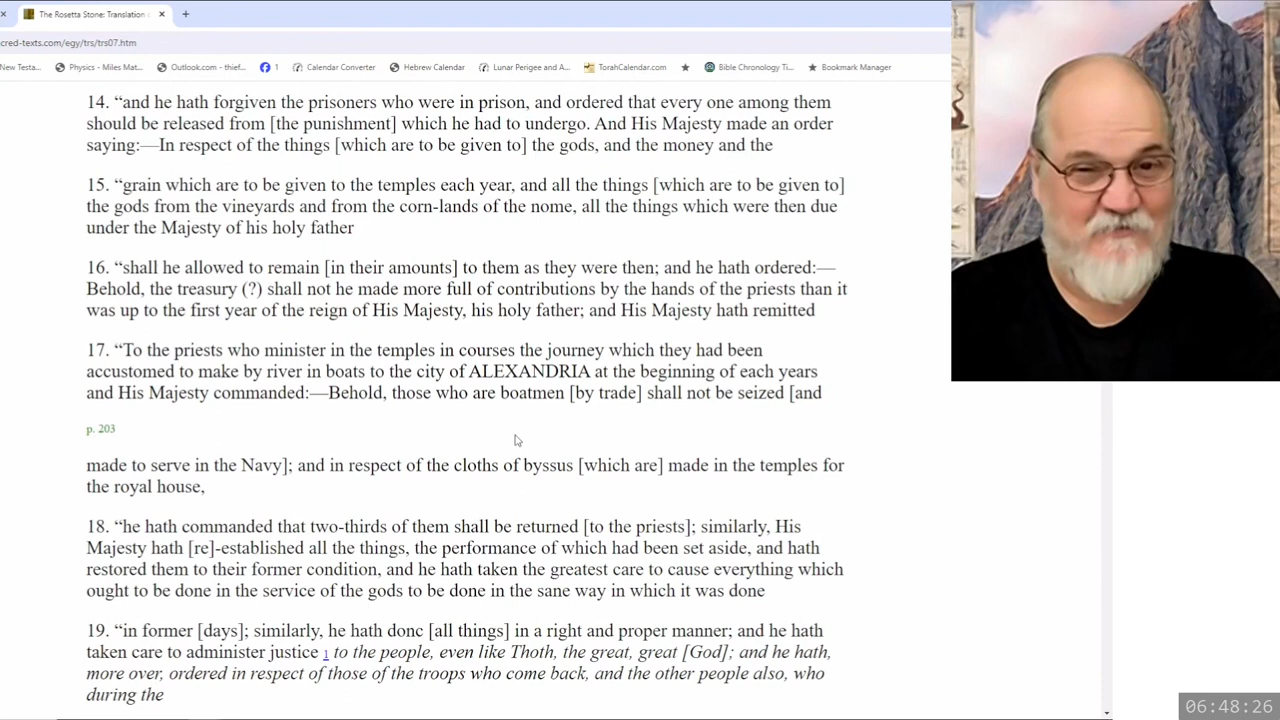 The Rosetta Stone: Translation
cred-texts.com/egy/trs/trs07.htm
New Testa... Physics - Miles Mat... Outlook.com - thief... 1 Calendar Converter Hebrew Calendar Lunar Perigee and A... TorahCalendar.com Bible Chronology Ti... Bookmark Manager
14. “and he hath forgiven the prisoners who were in prison, and ordered that every one among them
should be released from [the punishment] which he had to undergo. And His Majesty made an order
saying:—In respect of the things [which are to be given to] the gods, and the money and the
15. “grain which are to be given to the temples each year, and all the things [which are to be given to]
the gods from the vineyards and from the corn-lands of the nome, all the things which were then due
under the Majesty of his holy father
16. “shall he allowed to remain [in their amounts] to them as they were then; and he hath ordered:—
Behold, the treasury (?) shall not he made more full of contributions by the hands of the priests than it
was up to the first year of the reign of His Majesty, his holy father; and His Majesty hath remitted
17. “To the priests who minister in the temples in courses the journey which they had been
accustomed to make by river in boats to the city of ALEXANDRIA at the beginning of each years
and His Majesty commanded:—Behold, those who are boatmen [by trade] shall not be seized [and
p. 203
made to serve in the Navy]; and in respect of the cloths of byssus [which are] made in the temples for
the royal house,
18. “he hath commanded that two-thirds of them shall be returned [to the priests]; similarly, His
Majesty hath [re]-established all the things, the performance of which had been set aside, and hath
restored them to their former condition, and he hath taken the greatest care to cause everything which
ought to be done in the service of the gods to be done in the sane way in which it was done
19. “in former [days]; similarly, he hath donc [all things] in a right and proper manner; and he hath
taken care to administer justice 1 to the people, even like Thoth, the great, great [God]; and he hath,
more over, ordered in respect of those of the troops who come back, and the other people also, who
during the
06:48:26